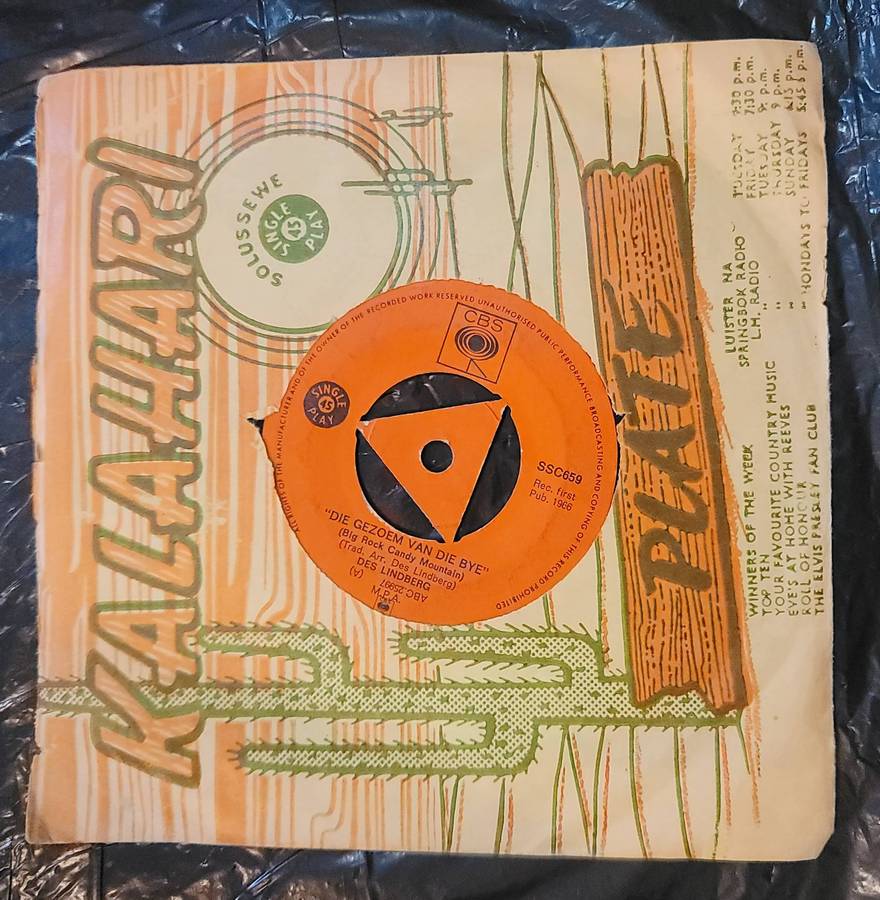 KALAHARI
SOLUSSEWE
SINGLE
45
PLAY
ALL RIGHTS OF THE MANUFACTURER AND OF THE OWNER OF THE RECORDED WORK RESERVED UNAUTHORISED PUBLIC PERFORMANCE BROADCASTING AND COPYING OF THIS RECORD PROHIBITED
CBS
SINGLE
45
PLAY
SSC659
Rec. first
Pub. 1966
"DIE GEZOEM VAN DIE BYE"
(Big Rock Candy Mountain)
(Trad. Arr. Des Lindberg)
DES LINDBERG
(A)
ABC 25997
M.P.A.
PLATE
LUISTER NA
WINNERS OF THE WEEK SPRINGBOK RADIO TUESDAY 7:30 p.m.
TOP TEN L.M. RADIO FRIDAY 7:30 p.m.
YOUR FAVOURITE COUNTRY MUSIC " TUESDAY 9 p.m.
EVE'S AT HOME WITH REEVES " THURSDAY 9 p.m.
ROLL OF HONOUR " SUNDAY p.m.
THE ELVIS PRESLEY FAN CLUB " MONDAYS TO FRIDAYS 5:45 p.m.